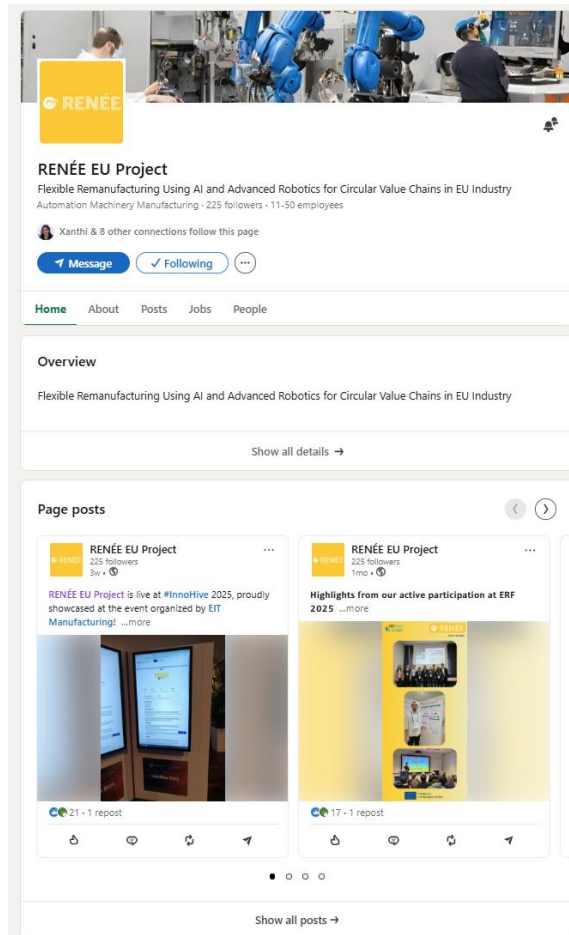 RENÉE
RENÉE EU Project
Flexible Remanufacturing Using AI and Advanced Robotics for Circular Value Chains in EU Industry
Automation Machinery Manufacturing · 225 followers · 11-50 employees
Xanthi & 8 other connections follow this page
Message
Following
Home About Posts Jobs People
Overview
Flexible Remanufacturing Using AI and Advanced Robotics for Circular Value Chains in EU Industry
Show all details →
Page posts
RENÉE
RENÉE EU Project
225 followers
3w •
RENÉE EU Project is live at #InnoHive 2025, proudly
showcased at the event organized by EIT
Manufacturing! ...more
21 · 1 repost
RENÉE
RENÉE EU Project
225 followers
1mo •
Highlights from our active participation at ERF
2025 ...more
RENÉE
17 · 1 repost
Show all posts →